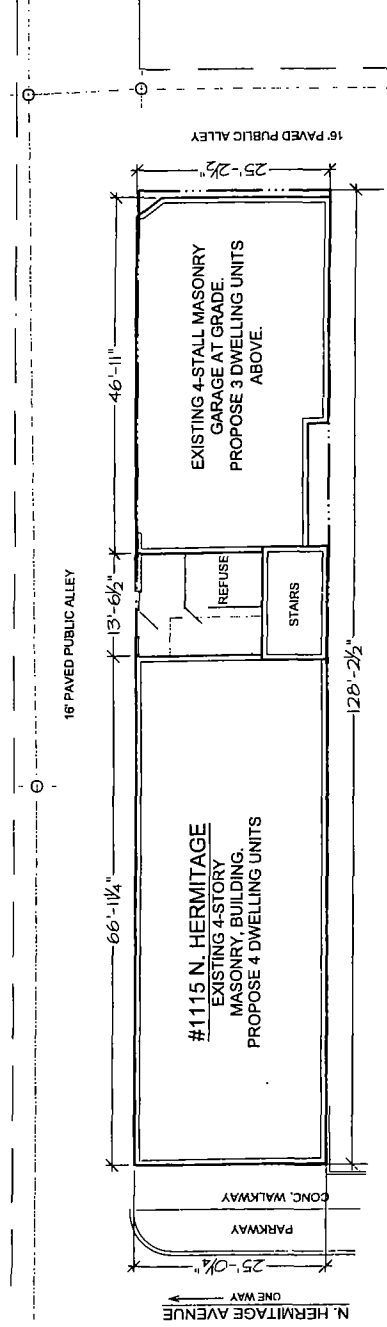 16' PAVED PUBLIC ALLEY
16' PAVED PUBLIC ALLEY
66'-11¼"
13'-6½"
46'-11"
25'-2½"
#1115 N. HERMITAGE
EXISTING 4-STORY
MASONRY, BUILDING.
PROPOSE 4 DWELLING UNITS
REFUSE
STAIRS
EXISTING 4-STALL MASONRY
GARAGE AT GRADE.
PROPOSE 3 DWELLING UNITS
ABOVE.
128'-2½"
25'-0¼"
CONC. WALKWAY
PARKWAY
ONE WAY
N. HERMITAGE AVENUE